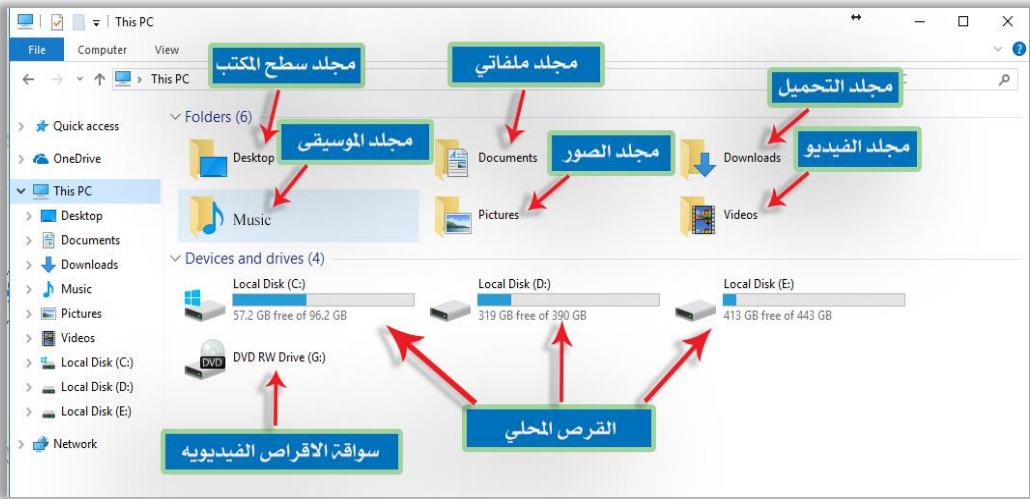 This PC
File Computer View
مجلد سطح المكتب
مجلد ملفاتي
مجلد التحميل
This PC
Quick access
OneDrive
This PC
Desktop
Documents
Downloads
Music
Pictures
Videos
Local Disk (C:)
Local Disk (D:)
Local Disk (E:)
Network
Folders (6)
Desktop
مجلد الموسيقى
Documents
مجلد الصور
Downloads
مجلد الفيديو
Music
Pictures
Videos
Devices and drives (4)
Local Disk (C:)
57.2 GB free of 96.2 GB
Local Disk (D:)
319 GB free of 390 GB
Local Disk (E:)
413 GB free of 443 GB
DVD
DVD RW Drive (G:)
القرص المحلي
سواقة الاقراص الفيديويه